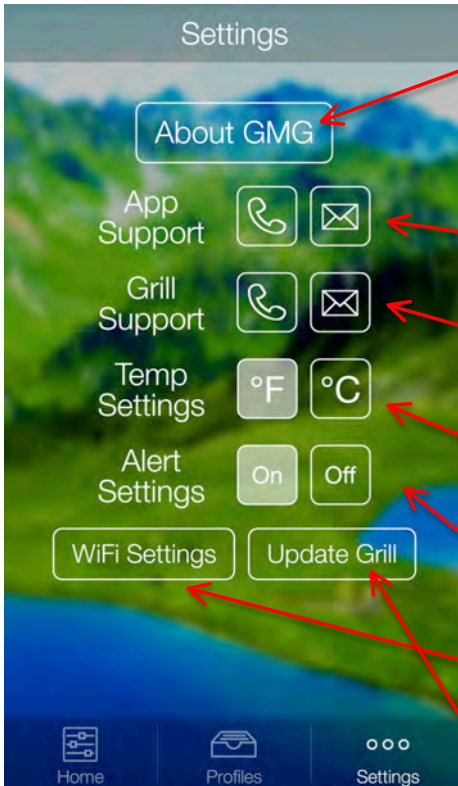 Settings
About GMG
App
Support
Grill
Support
Temp
Settings
°F
°C
Alert
Settings
On
Off
WiFi Settings
Update Grill
Home
Profiles
Settings